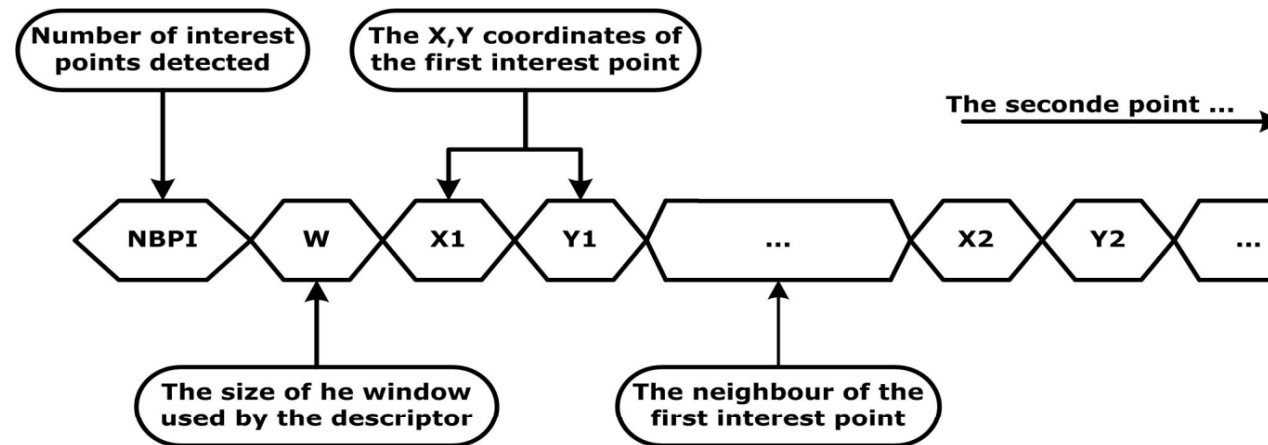 Number of interest
points detected
The X,Y coordinates of
the first interest point
The seconde point ...
NBPI
W
X1
Y1
...
X2
Y2
...
The size of he window
used by the descriptor
The neighbour of the
first interest point